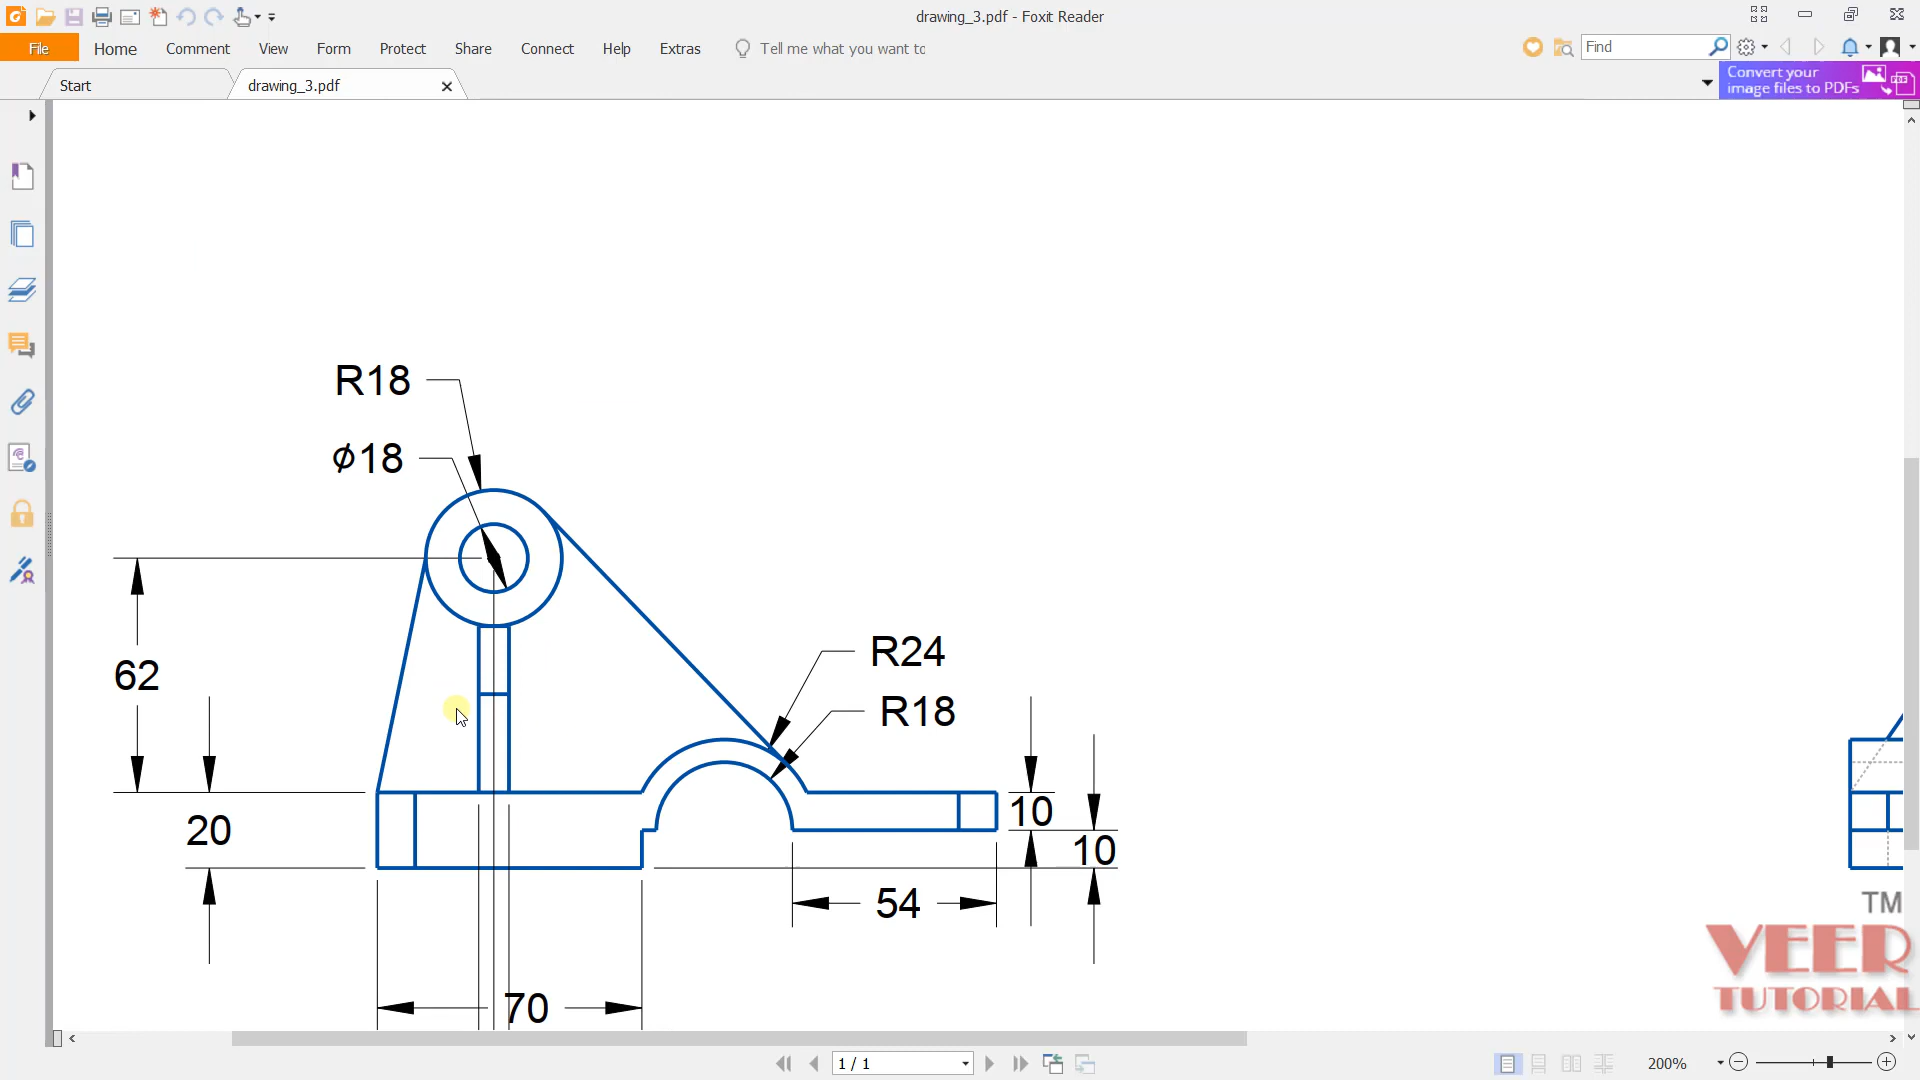 drawing_3.pdf - Foxit Reader
File Home Comment View Form Protect Share Connect Help Extras Tell me what you want to Find
Start drawing_3.pdf
Convert your
image files to PDFs
R18
ϕ18
R24
62
R18
10
20
10
54
TM
VEER
70
TUTORIAL
1 / 1
200%